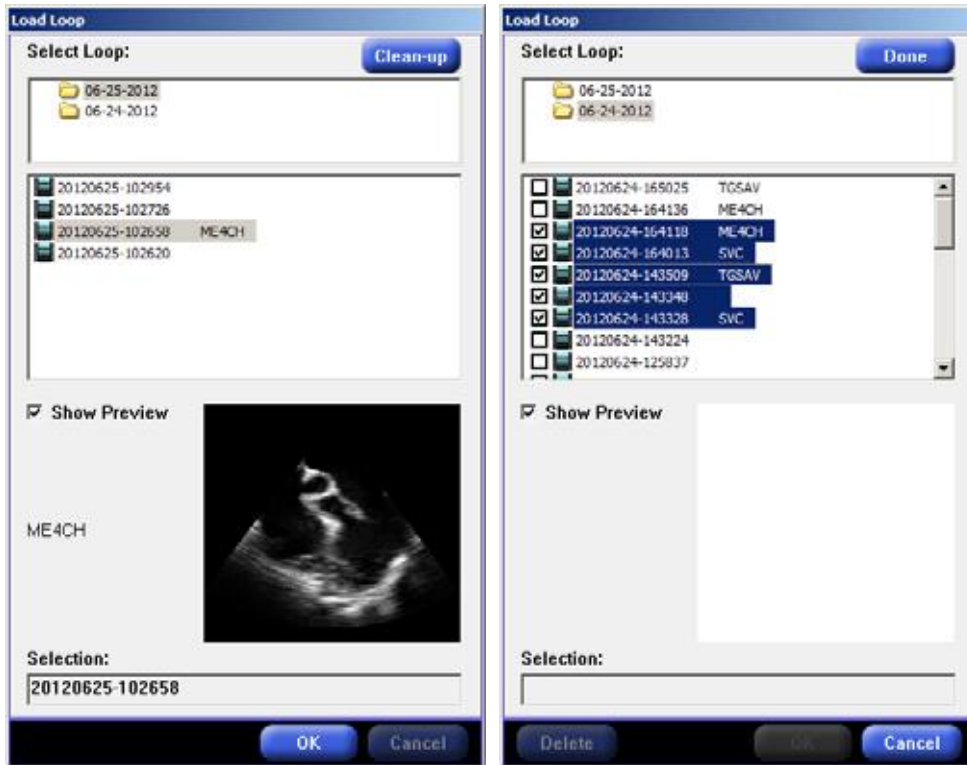 Load Loop
Select Loop:
Clean-up
06-25-2012
06-24-2012
20120625-102954
20120625-102726
20120625-102658 ME4CH
20120625-102620
Show Preview
ME4CH
Selection:
20120625-102658
OK Cancel
Load Loop
Select Loop:
Done
06-25-2012
06-24-2012
20120624-165025 TGSAV
20120624-164136 ME4CH
20120624-164118 ME4CH
20120624-164013 SVC
20120624-143509 TGSAV
20120624-143348
20120624-143328 SVC
20120624-143224
20120624-125837
Show Preview
Selection:
Delete OK Cancel